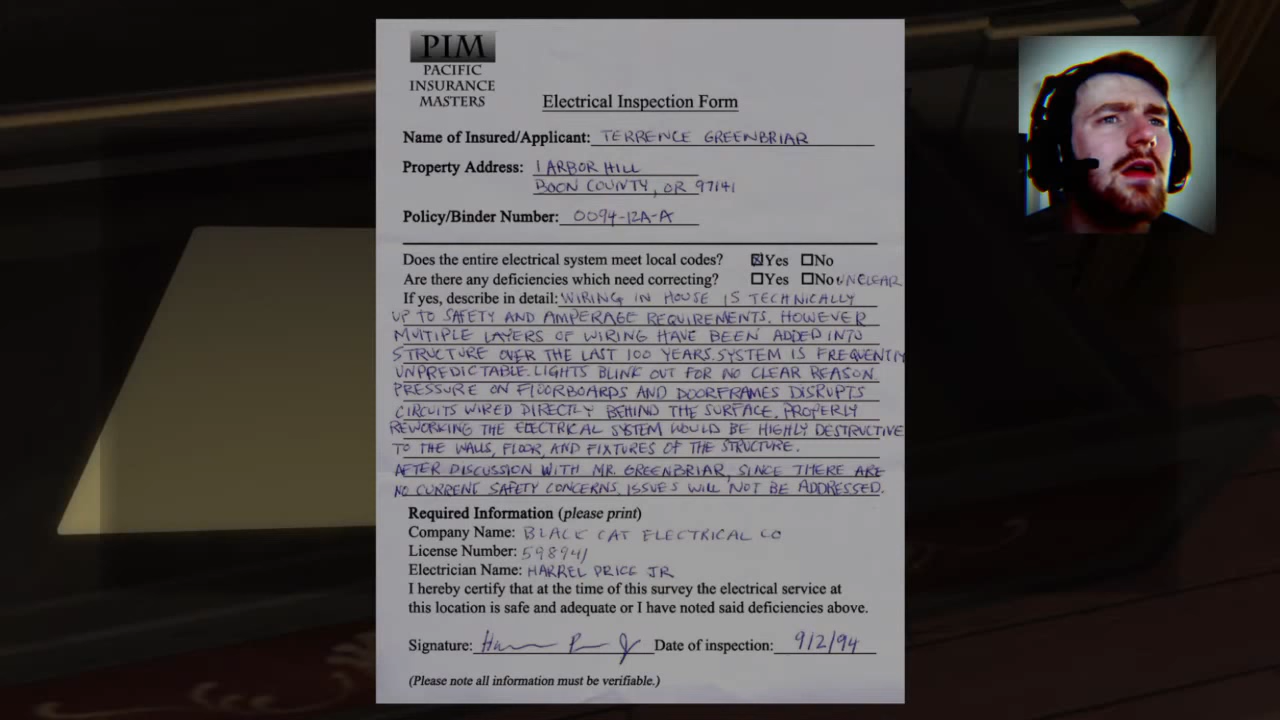 PIM
PACIFIC
INSURANCE
MASTERS
Electrical Inspection Form
Name of Insured/Applicant: TERRENCE GREENBRIAR
Property Address: 1 ARBOR HILL
BOON COUNTY, OR 97141
Policy/Binder Number: 0094-12A-A
Does the entire electrical system meet local codes? ☒Yes ☐No
Are there any deficiencies which need correcting? ☐Yes ☐No UNCLEAR
If yes, describe in detail: WIRING IN HOUSE IS TECHNICALLY
UP TO SAFETY AND AMPERAGE REQUIREMENTS. HOWEVER
MULTIPLE LAYERS OF WIRING HAVE BEEN ADDED INTO
STRUCTURE OVER THE LAST 100 YEARS. SYSTEM IS FREQUENTLY
UNPREDICTABLE. LIGHTS BLINK OUT FOR NO CLEAR REASON.
PRESSURE ON FLOORBOARDS AND DOORFRAMES DISRUPTS
CIRCUITS WIRED DIRECTLY BEHIND THE SURFACE. PROPERLY
REWORKING THE ELECTRICAL SYSTEM WOULD BE HIGHLY DESTRUCTIVE
TO THE WALLS, FLOOR, AND FIXTURES OF THE STRUCTURE.
AFTER DISCUSSION WITH MR. GREENBRIAR, SINCE THERE ARE
NO CURRENT SAFETY CONCERNS, ISSUES WILL NOT BE ADDRESSED.
Required Information (please print)
Company Name: BLACK CAT ELECTRICAL CO
License Number: 598941
Electrician Name: HARREL PRICE JR
I hereby certify that at the time of this survey the electrical service at
this location is safe and adequate or I have noted said deficiencies above.
Signature: Date of inspection: 9/2/94
(Please note all information must be verifiable.)